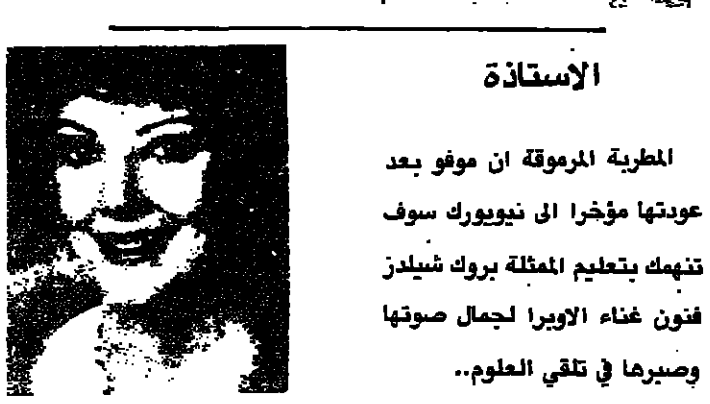 الاستاذة
المطربة المرموقة ان موفو بعد
عودتها مؤخرا الى نيويورك سوف
تنهمك بتعليم الممثلة بروك شيلدز
فنون غناء الاوبرا لجمال صوتها
وصبرها في تلقي العلوم..